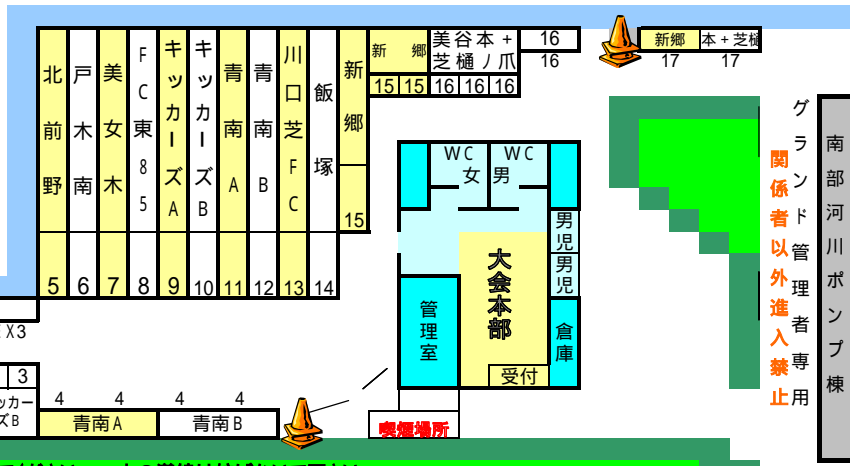 北前野
戸木南
美女木
FC東85
キッカーズA
キッカーズB
青南A
青南B
川口芝FC
飯塚
新郷
新　郷
美谷本+
芝樋ノ爪
16
新郷
本+芝樋
15 15 16 16 16
16
17
17
15
5 6 7 8 9 10 11 12 13 14
WC
女
WC
男
男児
男児
大会本部
管理室
倉庫
受付
喫煙場所
グランド管理者専用
関係者以外進入禁止
南部河川ポンプ棟
X3
3
ッカー
ズB
4 4 4 4
青南A
青南B